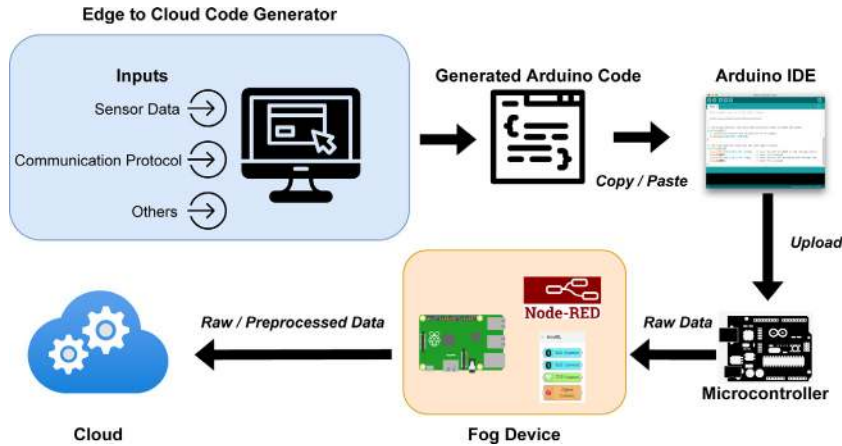 Edge to Cloud Code Generator
Inputs
Sensor Data
Communication Protocol
Others
Generated Arduino Code
Copy / Paste
Arduino IDE
Upload
Node-RED
Raw / Preprocessed Data
Raw Data
Microcontroller
Cloud
Fog Device